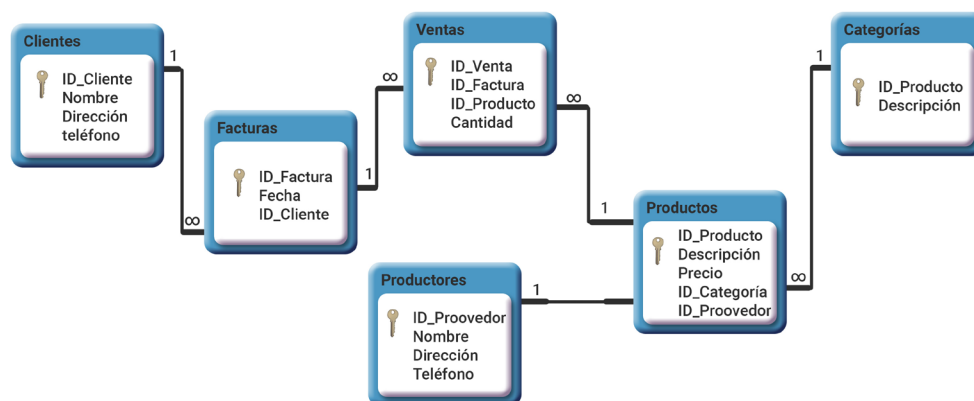 Clientes
ID_Cliente
Nombre
Dirección
teléfono
1
∞
Facturas
ID_Factura
Fecha
ID_Cliente
1
∞
Ventas
ID_Venta
ID_Factura
ID_Producto
Cantidad
∞
1
Categorías
ID_Producto
Descripción
1
∞
Productos
ID_Producto
Descripción
Precio
ID_Categoría
ID_Proovedor
Productores
ID_Proovedor
Nombre
Dirección
Teléfono
1